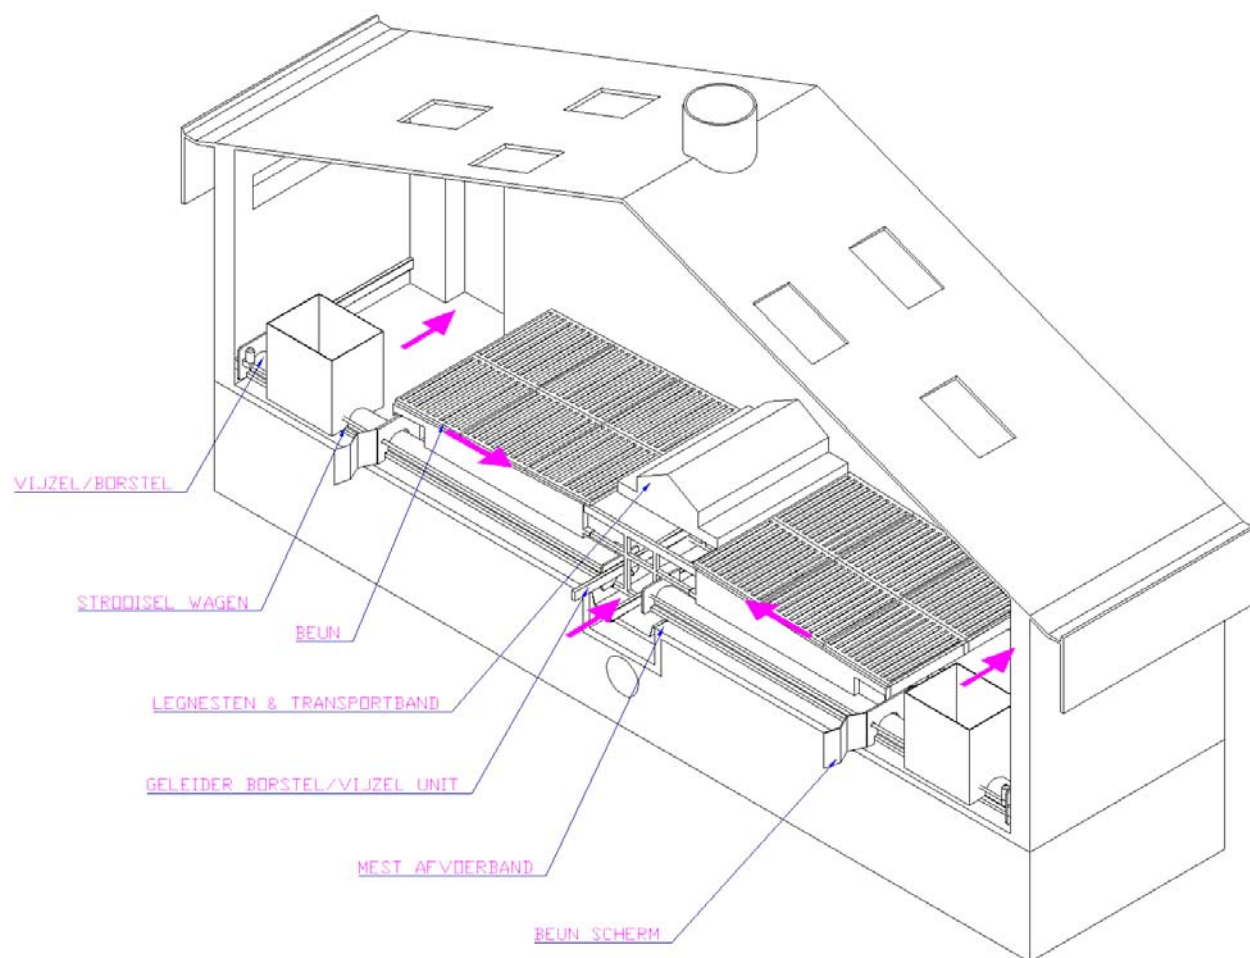 VIJZEL/BORSTEL
STROOISEL WAGEN
BEUN
LEGNESTEN & TRANSPORTBAND
GELEIDER BORSTEL/VIJZEL UNIT
MEST AFVOERBAND
BEUN SCHERM